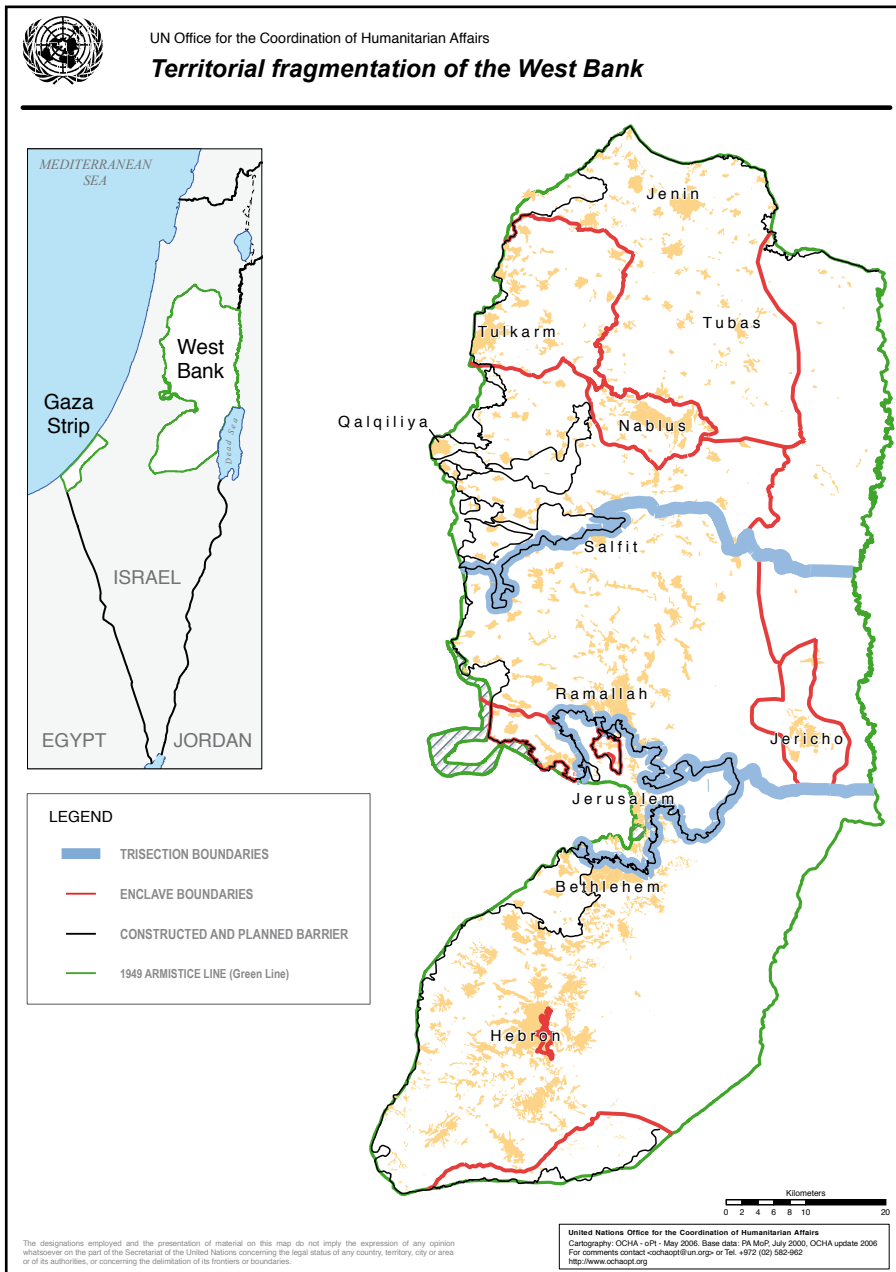 UN Office for the Coordination of Humanitarian Affairs
Territorial fragmentation of the West Bank
MEDITERRANEAN
SEA
West
Bank
Gaza
Strip
Dead Sea
ISRAEL
EGYPT
JORDAN
Jenin
Tubas
Tulkarm
Qalqiliya
Nablus
Salfit
Ramallah
Jericho
Jerusalem
Bethlehem
Hebron
LEGEND
TRISECTION BOUNDARIES
ENCLAVE BOUNDARIES
CONSTRUCTED AND PLANNED BARRIER
1949 ARMISTICE LINE (Green Line)
Kilometers
0 2 4 6 8 10 20
The designations employed and the presentation of material on this map do not imply the expression of any opinion
whatsoever on the part of the Secretariat of the United Nations concerning the legal status of any country, territory, city or area
or of its authorities, or concerning the delimitation of its frontiers or boundaries.
United Nations Office for the Coordination of Humanitarian Affairs
Cartography: OCHA - oPt - May 2006. Base data: PA MoP, July 2000, OCHA update 2006
For comments contact <ochaopt@un.org> or Tel. +972 (02) 582-962
http://www.ochaopt.org